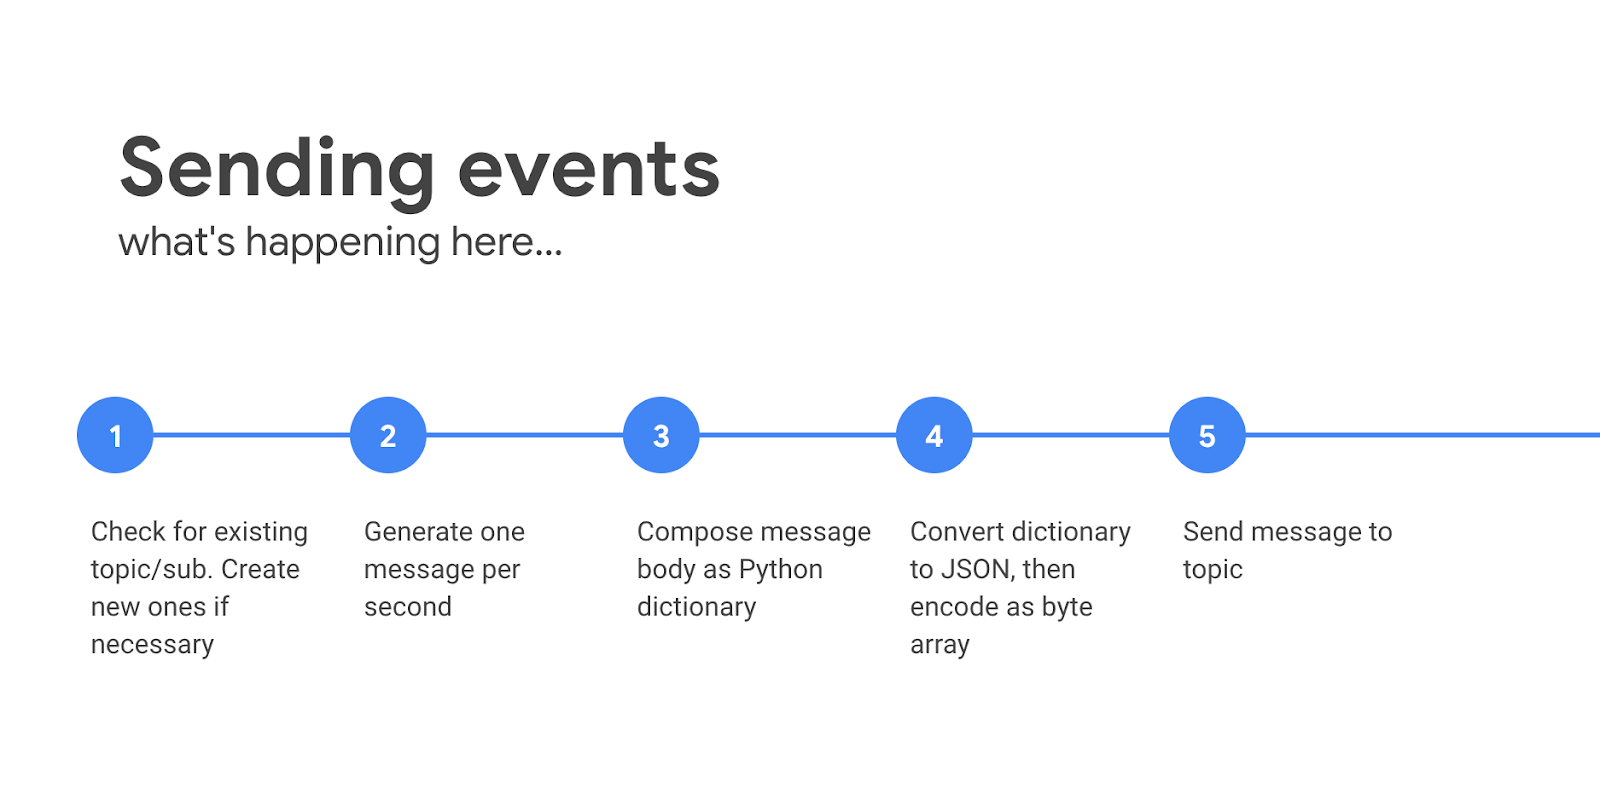 Sending events
what's happening here...
1
2
3
4
5
Check for existing
topic/sub. Create
new ones if
necessary
Generate one
message per
second
Compose message
body as Python
dictionary
Convert dictionary
to JSON, then
encode as byte
array
Send message to
topic